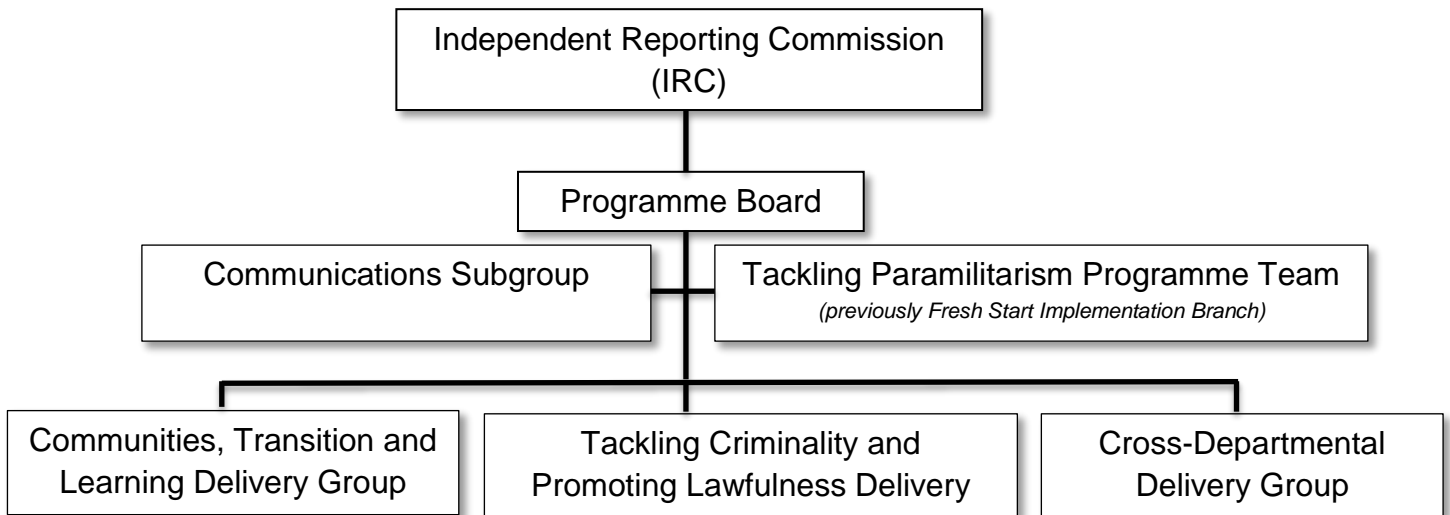 Independent Reporting Commission
(IRC)
Programme Board
Communications Subgroup
Tackling Paramilitarism Programme Team
(previously Fresh Start Implementation Branch)
Communities, Transition and
Learning Delivery Group
Tackling Criminality and
Promoting Lawfulness Delivery
Cross-Departmental
Delivery Group